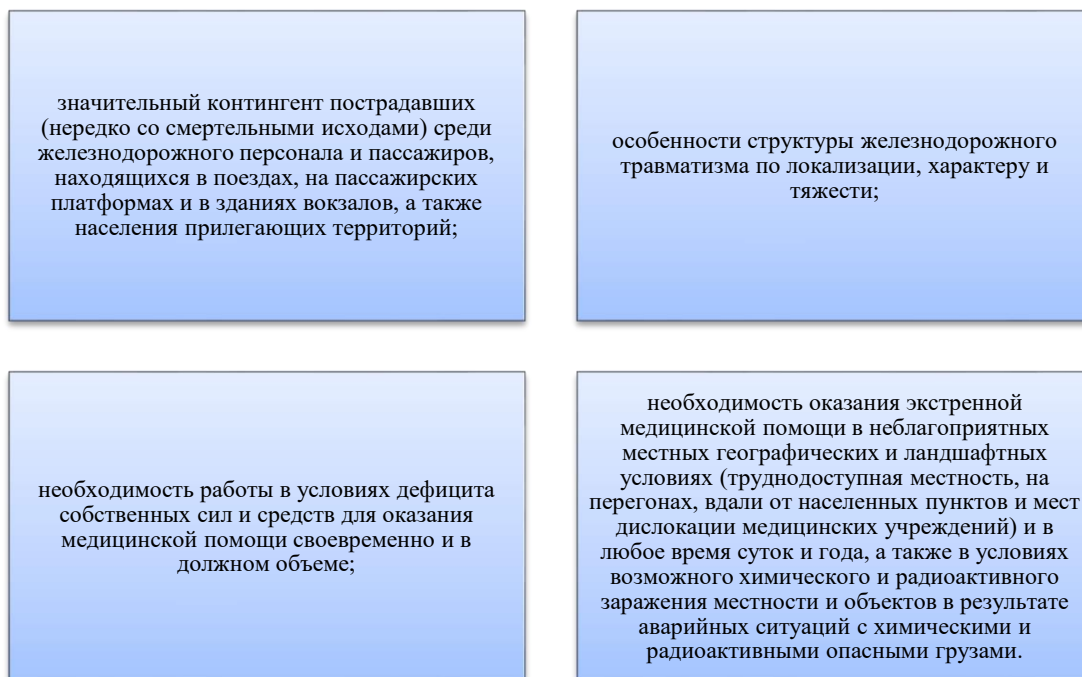 значительный контингент пострадавших
(нередко со смертельными исходами) среди
железнодорожного персонала и пассажиров,
находящихся в поездах, на пассажирских
платформах и в зданиях вокзалов, а также
населения прилегающих территорий;
особенности структуры железнодорожного
травматизма по локализации, характеру и
тяжести;
необходимость работы в условиях дефицита
собственных сил и средств для оказания
медицинской помощи своевременно и в
должном объеме;
необходимость оказания экстренной
медицинской помощи в неблагоприятных
местных географических и ландшафтных
условиях (труднодоступная местность, на
перегонах, вдали от населенных пунктов и мест
дислокации медицинских учреждений) и в
любое время суток и года, а также в условиях
возможного химического и радиоактивного
заражения местности и объектов в результате
аварийных ситуаций с химическими и
радиоактивными опасными грузами.